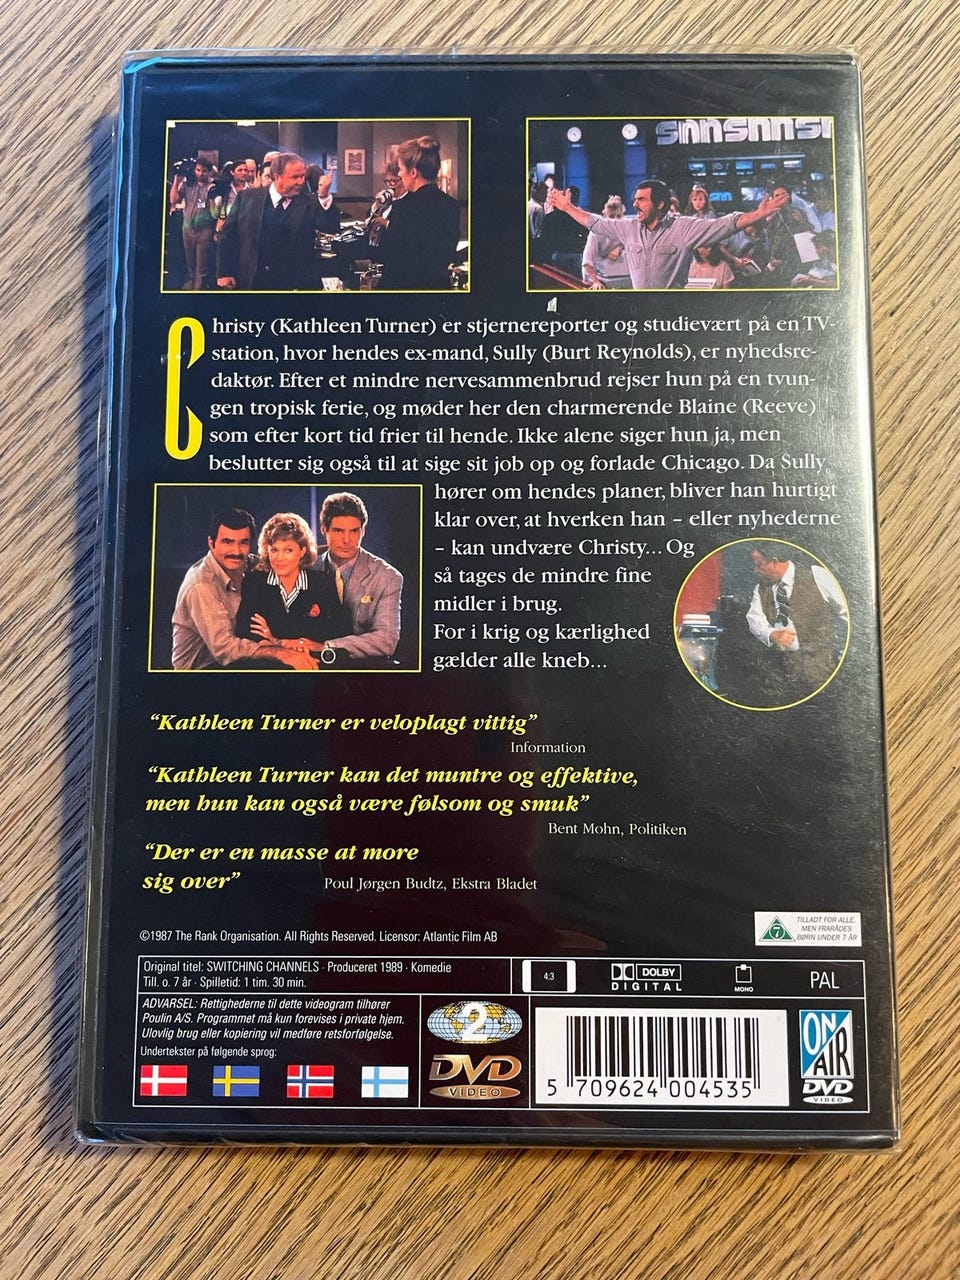 Christy (Kathleen Turner) er stjernereporter og studievært på en TV-
station, hvor hendes ex-mand, Sully (Burt Reynolds), er nyhedsre-
daktør. Efter et mindre nervesammenbrud rejser hun på en tvun-
gen tropisk ferie, og møder her den charmerende Blaine (Reeve)
som efter kort tid frier til hende. Ikke alene siger hun ja, men
beslutter sig også til at sige sit job op og forlade Chicago. Da Sully
hører om hendes planer, bliver han hurtigt
klar over, at hverken han – eller nyhederne
– kan undvære Christy... Og
så tages de mindre fine
midler i brug.
For i krig og kærlighed
gælder alle kneb...
"Kathleen Turner er veloplagt vittig"
Information
"Kathleen Turner kan det muntre og effektive,
men hun kan også være følsom og smuk"
Bent Mohn, Politiken
"Der er en masse at more
sig over"
Poul Jørgen Budtz, Ekstra Bladet
7
TILLADT FOR ALLE,
MEN FRARÅDES
BØRN UNDER 7 ÅR
©1987 The Rank Organisation. All Rights Reserved. Licensor: Atlantic Film AB
Original titel: SWITCHING CHANNELS · Produceret 1989 · Komedie
Till. o. 7 år · Spilletid: 1 tim. 30 min.
4:3
DOLBY
DIGITAL
MONO
PAL
ADVARSEL: Rettighederne til dette videogram tilhører
Poulin A/S. Programmet må kun forevises i private hjem.
Ulovlig brug eller kopiering vil medføre retsforfølgelse.
Undertekster på følgende sprog:
2
DVD
VIDEO
5 709624 004535
ON
AIR
DVD
VIDEO